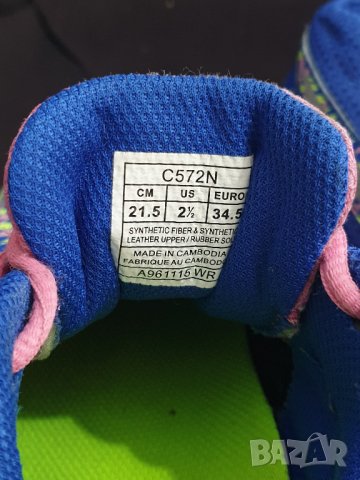 C572N
CM US EURO
21.5 2½ 34.5
SYNTHETIC FIBER & SYNTHETIC
LEATHER UPPER / RUBBER SOLE
MADE IN CAMBODIA
FABRIQUE AU CAMBODGE
A961115 WR
BAZAR